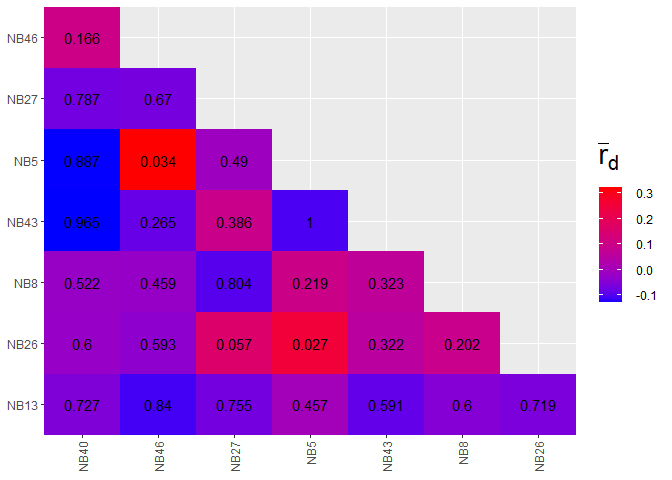 NB46 0.166
NB27 0.787 0.67
NB5 0.887 0.034 0.49
NB43 0.965 0.265 0.386 1
NB8 0.522 0.459 0.804 0.219 0.323
NB26 0.6 0.593 0.057 0.027 0.322 0.202
NB13 0.727 0.84 0.755 0.457 0.591 0.6 0.719
NB40 NB46 NB27 NB5 NB43 NB8 NB26
r̅d
0.3
0.2
0.1
0.0
-0.1